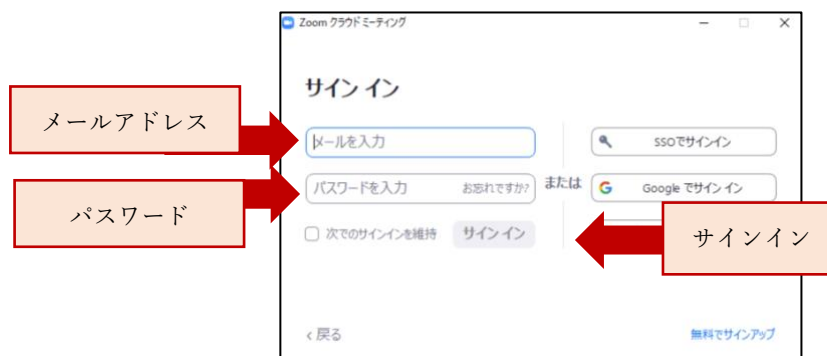 Zoom クラウドミーティング
サイン イン
メールアドレス
メールを入力
SSOでサインイン
パスワード
パスワードを入力
お忘れですか?
または
Google でサイン イン
次でのサインインを維持
サイン イン
サインイン
< 戻る
無料でサインアップ